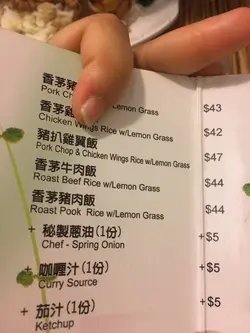 香茅豬
Pork Ch Lemon Grass $43
香茅雞
Chicken Wings Rice w/Lemon Grass $42
豬扒雞翼飯
Pork Chop & Chicken Wings Rice w/Lemon Grass $47
香茅牛肉飯
Roast Beef Rice w/Lemon Grass $44
香茅豬肉飯
Roast Pook Rice w/Lemon Grass $44
+ 秘製蔥油(1份) +$5
Chef - Spring Onion
+ 咖喱汁(1份) +$5
Curry Source
+ 茄汁(1份) +$5
Ketchup